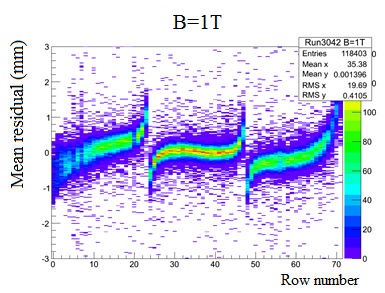 B=1T
Mean residual (mm)
Run3042 B=1T
Entries 118403
Mean x 35.38
Mean y 0.001396
RMS x 19.69
RMS y 0.4105
3
2
1
0
-1
-2
-3
0 10 20 30 40 50 60 70
100
80
60
40
20
0
Row number